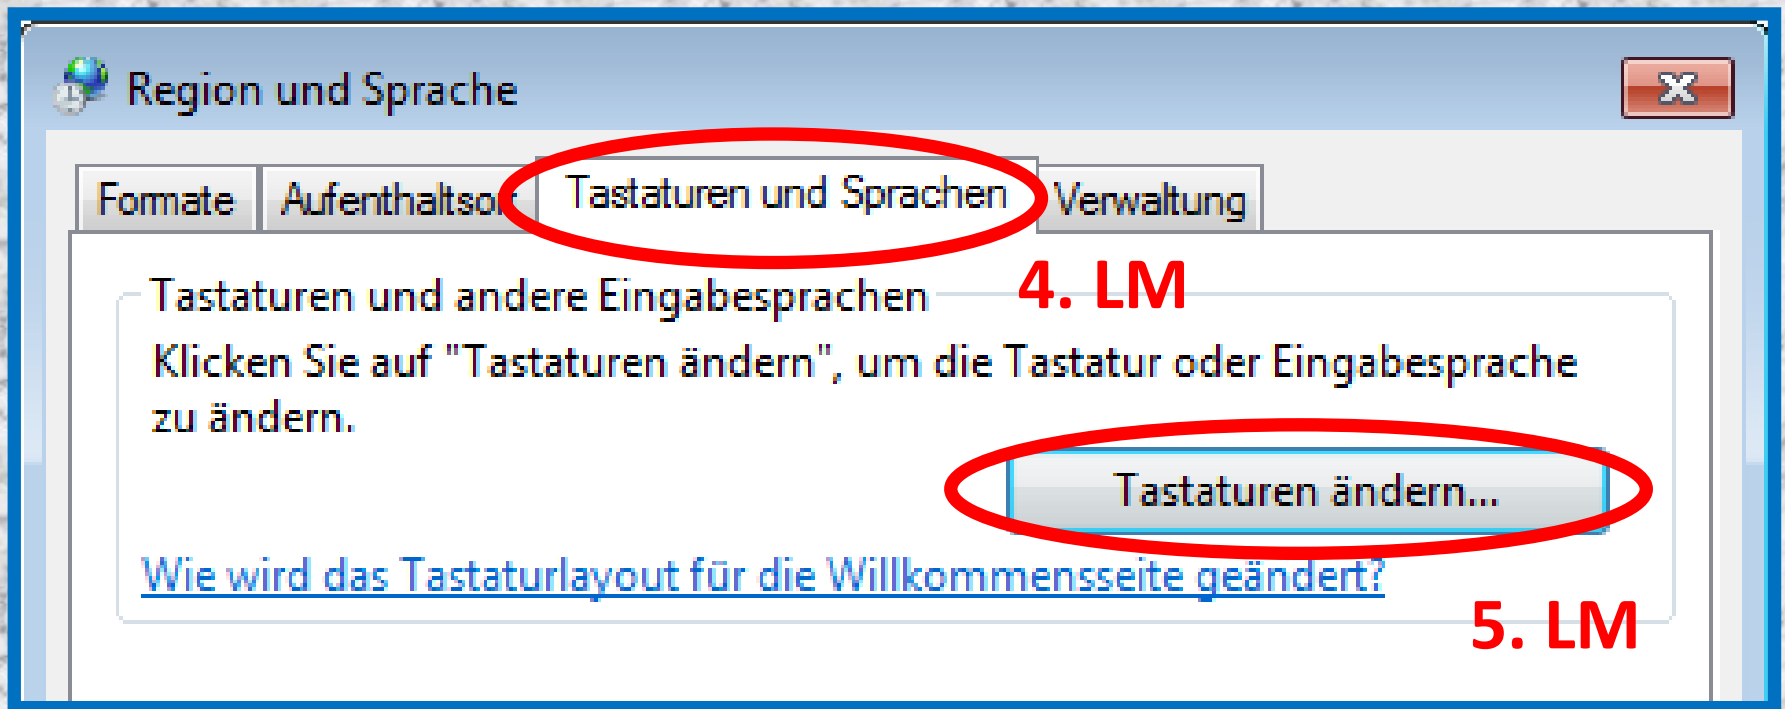 Region und Sprache
Formate Aufenthaltsort Tastaturen und Sprachen Verwaltung
4. LM
Tastaturen und andere Eingabesprachen
Klicken Sie auf "Tastaturen ändern", um die Tastatur oder Eingabesprache
zu ändern.
Tastaturen ändern...
Wie wird das Tastaturlayout für die Willkommensseite geändert?
5. LM